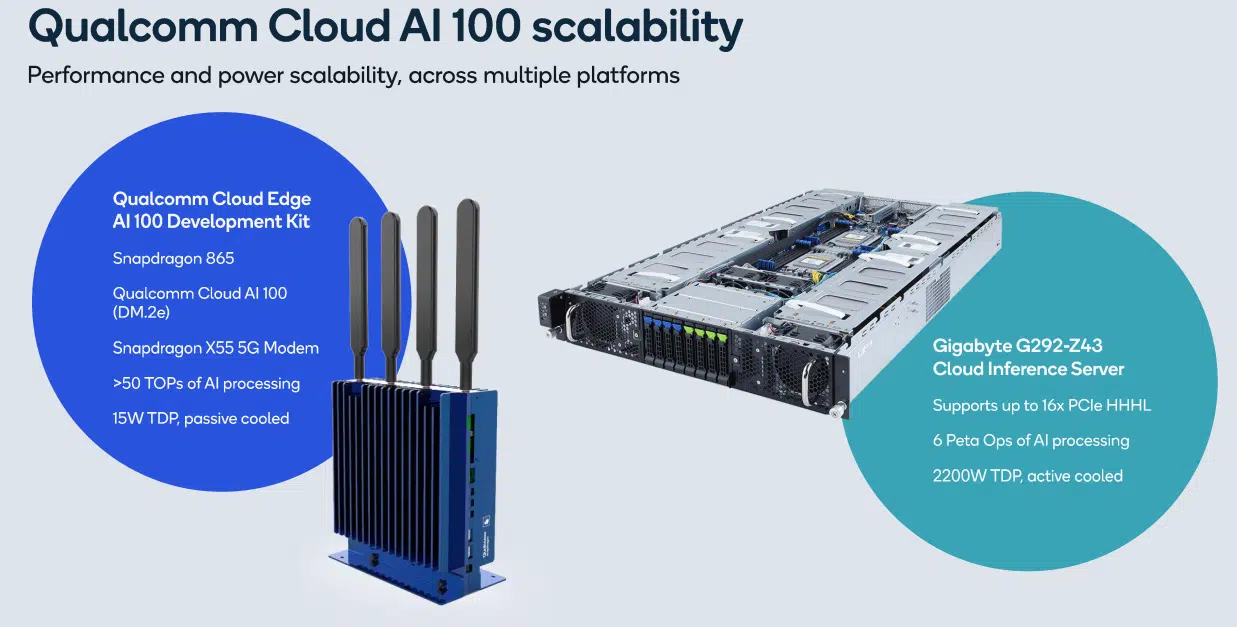 Qualcomm Cloud AI 100 scalability
Performance and power scalability, across multiple platforms
Qualcomm Cloud Edge
AI 100 Development Kit
Snapdragon 865
Qualcomm Cloud AI 100
(DM.2e)
Snapdragon X55 5G Modem
>50 TOPs of AI processing
15W TDP, passive cooled
Gigabyte G292-Z43
Cloud Inference Server
Supports up to 16x PCIe HHHL
6 Peta Ops of AI processing
2200W TDP, active cooled